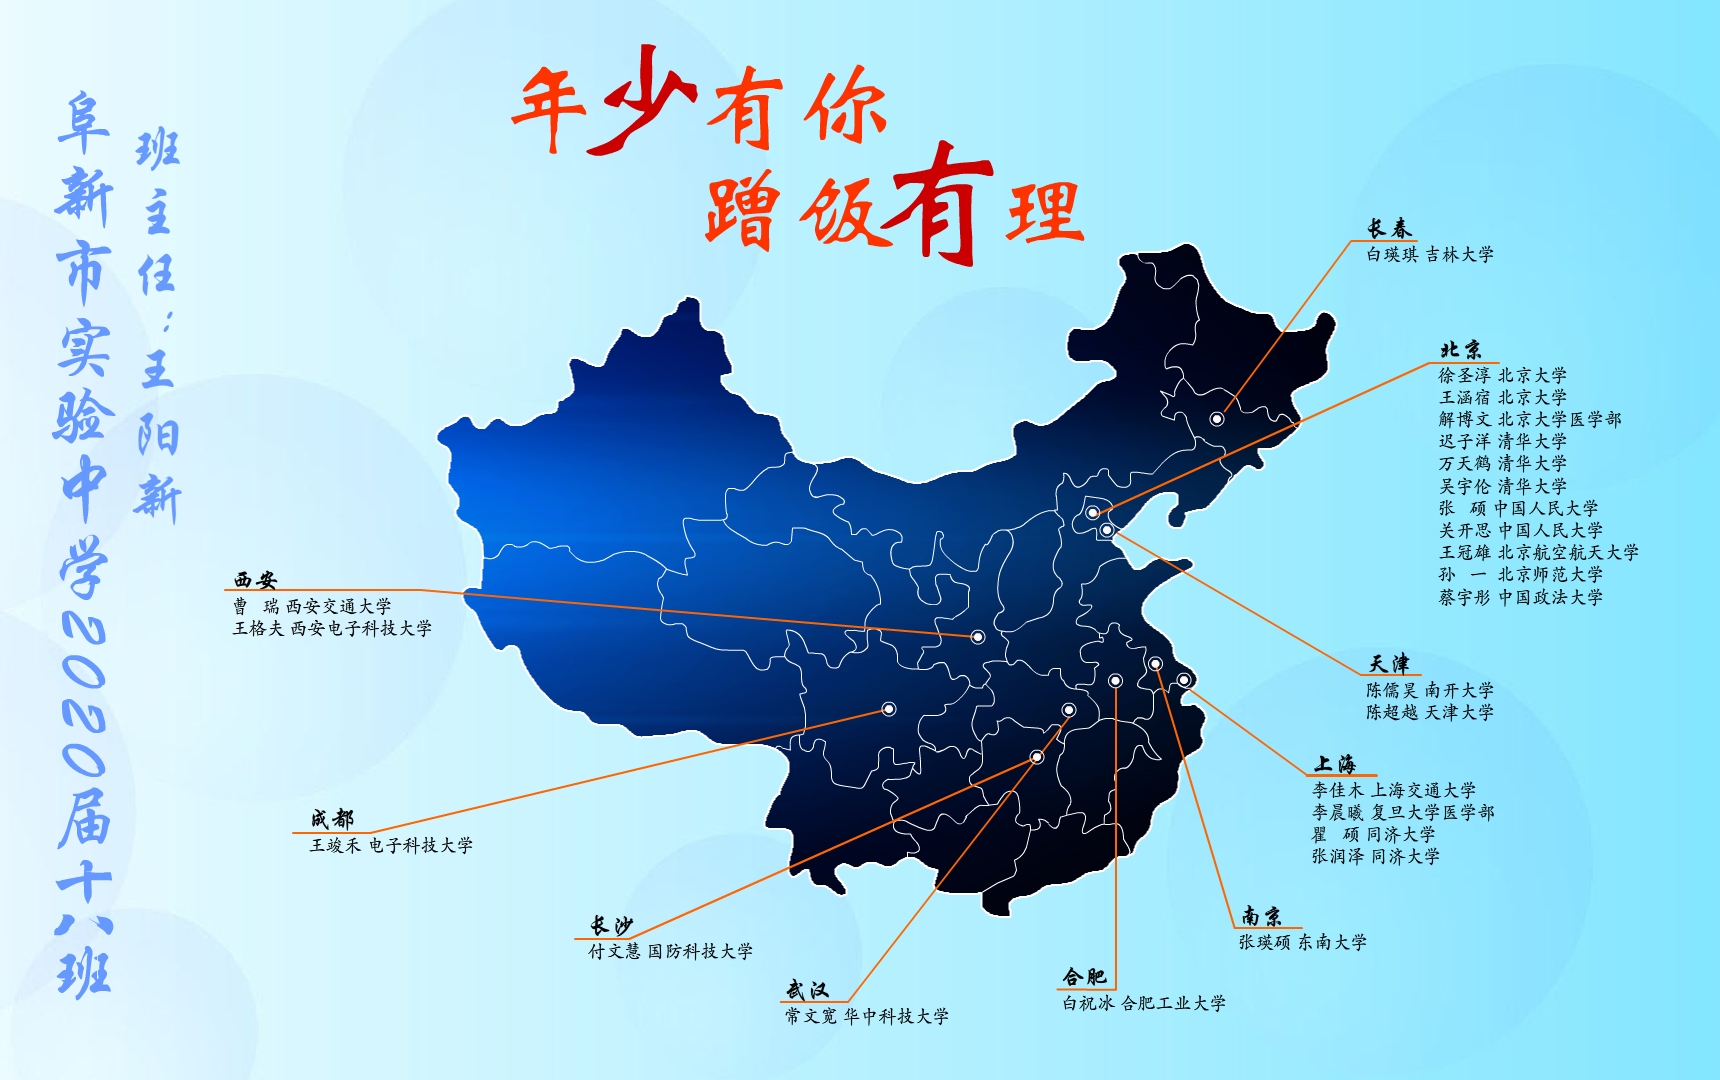 年少有你
蹭饭有理
阜新市实验中学2020届十八班
班主任：王阳新
长春
白瑛琪 吉林大学
北京
徐圣淳 北京大学
王涵宿 北京大学
解博文 北京大学医学部
迟子洋 清华大学
万天鹤 清华大学
吴宇伦 清华大学
张 硕 中国人民大学
关开思 中国人民大学
王冠雄 北京航空航天大学
孙 一 北京师范大学
蔡宇彤 中国政法大学
天津
陈儒昊 南开大学
陈超越 天津大学
上海
李佳木 上海交通大学
李晨曦 复旦大学医学部
瞿 硕 同济大学
张润泽 同济大学
南京
张瑛硕 东南大学
合肥
白祝冰 合肥工业大学
武汉
常文宽 华中科技大学
长沙
付文慧 国防科技大学
成都
王竣禾 电子科技大学
西安
曹 瑞 西安交通大学
王格夫 西安电子科技大学